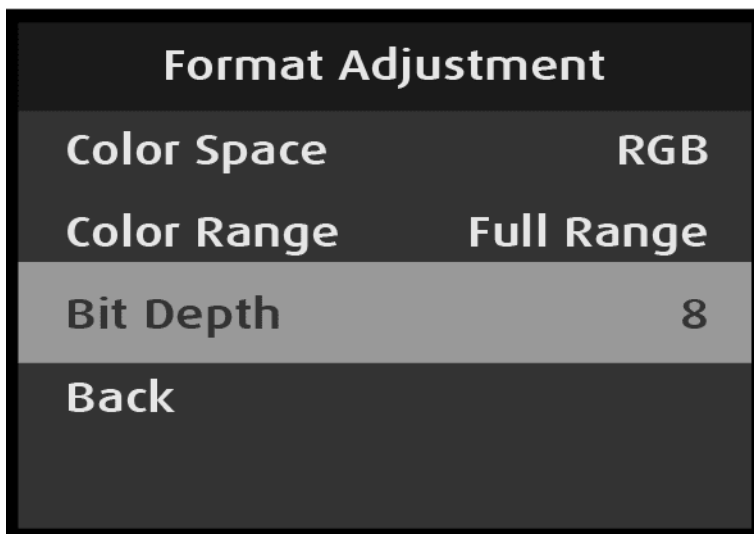 Format Adjustment
Color Space RGB
Color Range Full Range
Bit Depth 8
Back